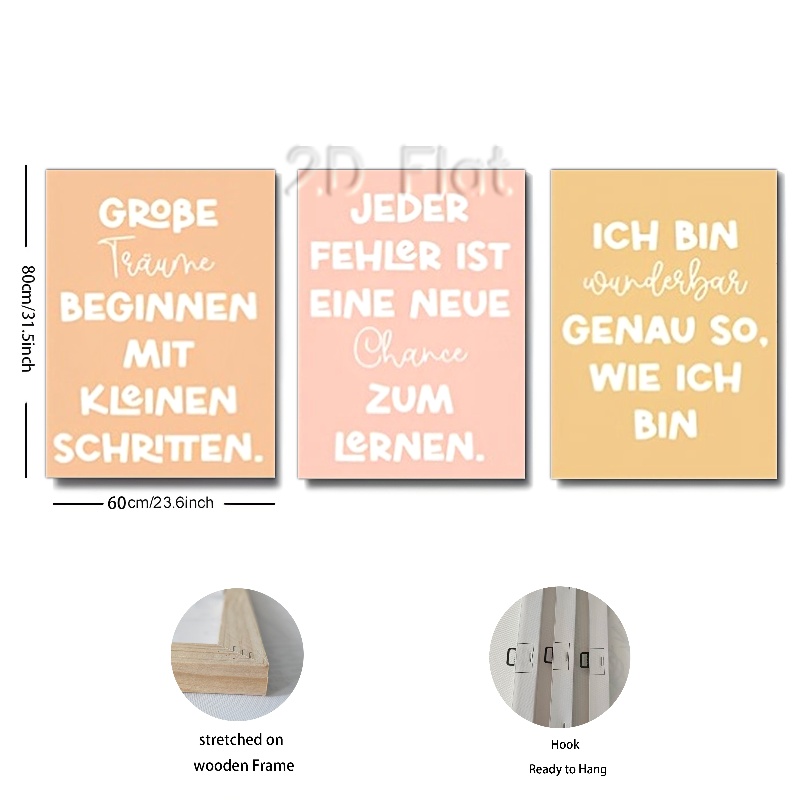 2.D Flat.
80cm/31.5inch
GROßE
Träume
BEGINNEN
MIT
KLEINEN
SCHRITTEN.
JEDER
FEHLER IST
EINE NEUE
Chance
ZUM
LERNEN.
ICH BIN
wunderbar
GENAU SO,
WIE ICH
BIN
60cm/23.6inch
stretched on
wooden Frame
Hook
Ready to Hang